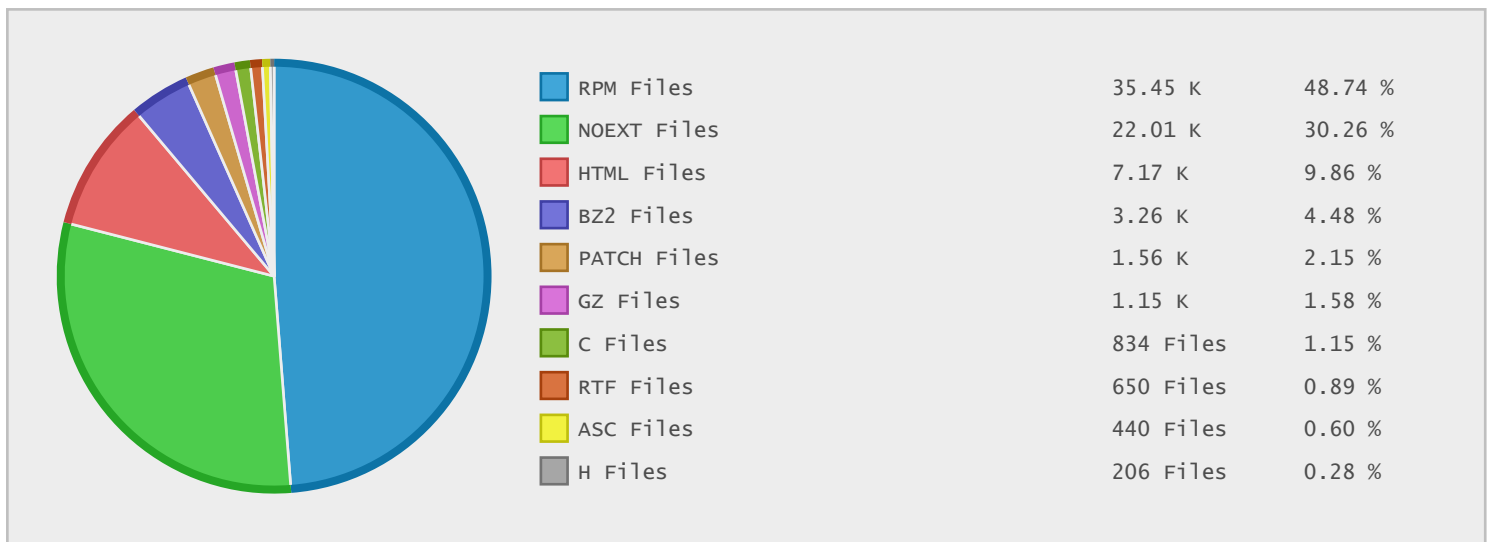 RPM Files 35.45 K 48.74 %
NOEXT Files 22.01 K 30.26 %
HTML Files 7.17 K 9.86 %
BZ2 Files 3.26 K 4.48 %
PATCH Files 1.56 K 2.15 %
GZ Files 1.15 K 1.58 %
C Files 834 Files 1.15 %
RTF Files 650 Files 0.89 %
ASC Files 440 Files 0.60 %
H Files 206 Files 0.28 %